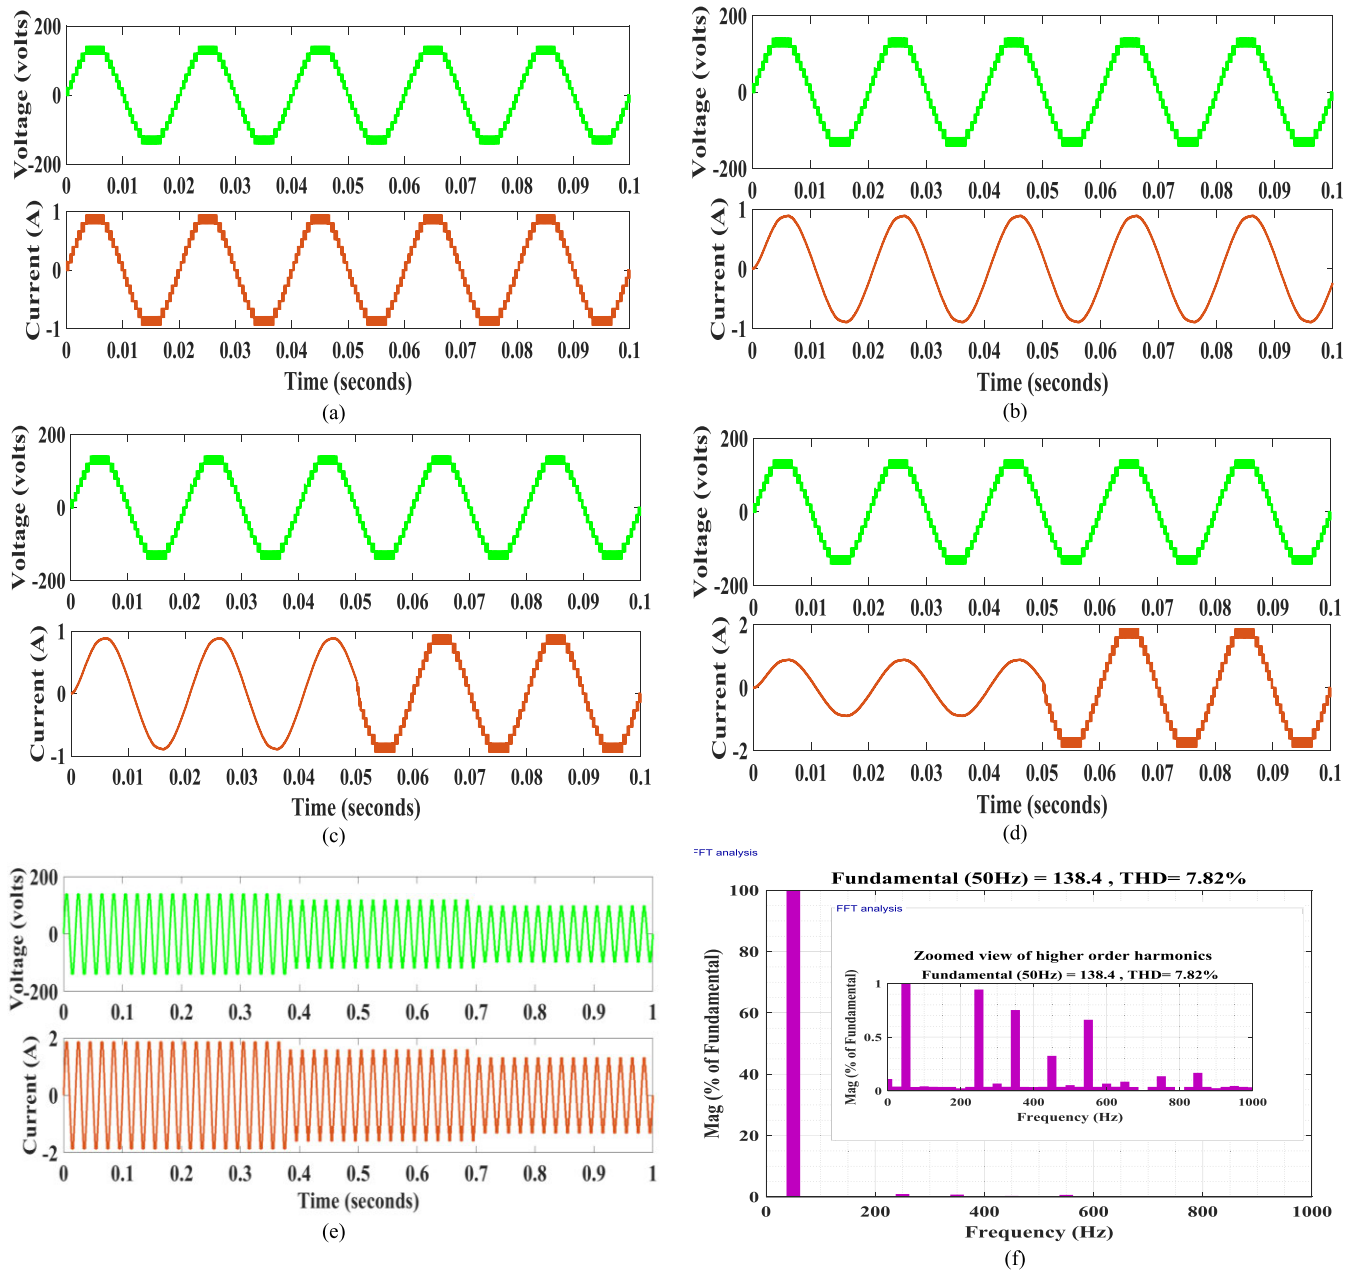 200
0
-200
Voltage (volts)
0 0.01 0.02 0.03 0.04 0.05 0.06 0.07 0.08 0.09 0.1
1
0
-1
Current (A)
0 0.01 0.02 0.03 0.04 0.05 0.06 0.07 0.08 0.09 0.1
Time (seconds)
(a)
200
0
-200
Voltage (volts)
0 0.01 0.02 0.03 0.04 0.05 0.06 0.07 0.08 0.09 0.1
1
0
-1
Current (A)
0 0.01 0.02 0.03 0.04 0.05 0.06 0.07 0.08 0.09 0.1
Time (seconds)
(b)
200
0
-200
Voltage (volts)
0 0.01 0.02 0.03 0.04 0.05 0.06 0.07 0.08 0.09 0.1
1
0
-1
Current (A)
0 0.01 0.02 0.03 0.04 0.05 0.06 0.07 0.08 0.09 0.1
Time (seconds)
(c)
200
0
-200
Voltage (volts)
0 0.01 0.02 0.03 0.04 0.05 0.06 0.07 0.08 0.09 0.1
2
0
-2
Current (A)
0 0.01 0.02 0.03 0.04 0.05 0.06 0.07 0.08 0.09 0.1
Time (seconds)
(d)
200
0
-200
Voltage (volts)
0 0.1 0.2 0.3 0.4 0.5 0.6 0.7 0.8 0.9 1
2
0
-2
Current (A)
0 0.1 0.2 0.3 0.4 0.5 0.6 0.7 0.8 0.9 1
Time (seconds)
(e)
FFT analysis
Fundamental (50Hz) = 138.4 , THD= 7.82%
100
80
60
40
20
0
Mag (% of Fundamental)
FFT analysis
Zoomed view of higher order harmonics
Fundamental (50Hz) = 138.4 , THD= 7.82%
1
0.5
0
Mag (% of Fundamental)
0 200 400 600 800 1000
Frequency (Hz)
0 200 400 600 800 1000
Frequency (Hz)
(f)